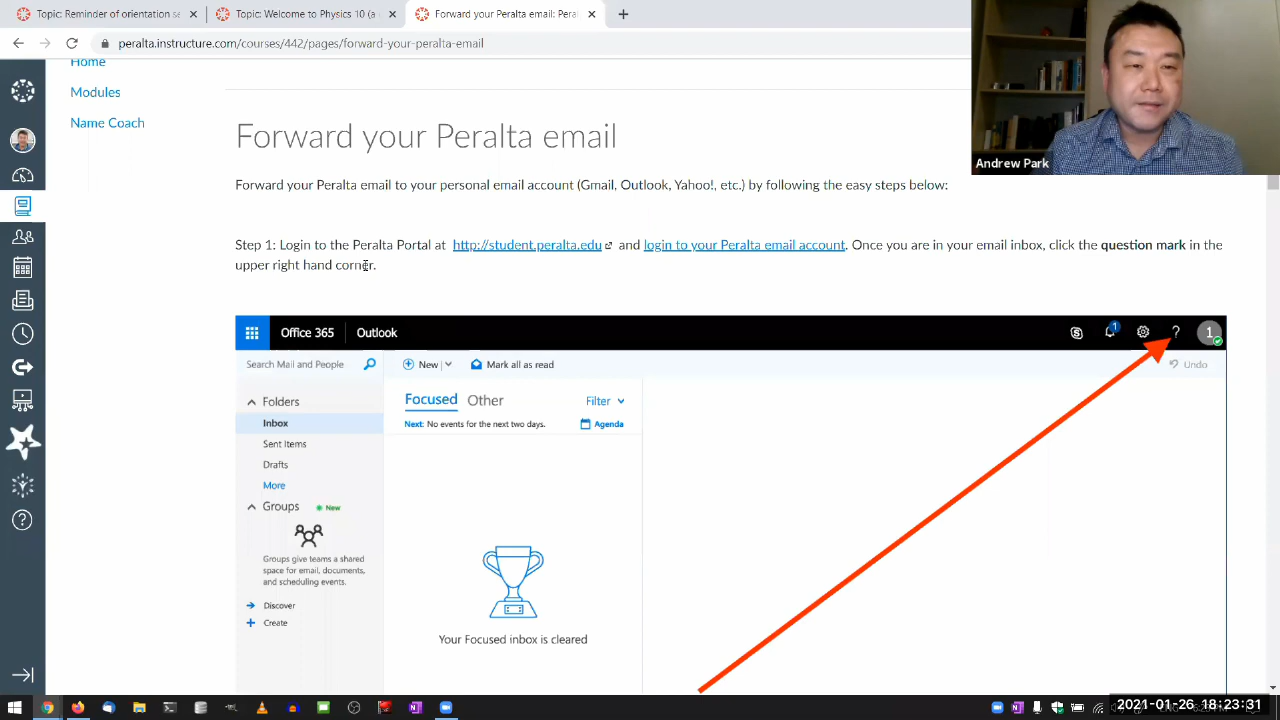 Topic: Remotion of orientation se
Topic: Welcome to Physics 10 (a
Forward your Peralta email: Per
peralta.instructure.com/courses/442/pages/forward-your-peralta-email
Andrew Park
Home
Modules
Name Coach
Forward your Peralta email
Forward your Peralta email to your personal email account (Gmail, Outlook, Yahoo!, etc.) by following the easy steps below:
Step 1: Login to the Peralta Portal at http://student.peralta.edu and login to your Peralta email account. Once you are in your email inbox, click the question mark in the
upper right hand corner.
Office 365 Outlook 1 ? 1
Search Mail and People New Mark all as read Undo
Folders Focused Other Filter
Inbox Next: No events for the next two days. Agenda
Sent Items
Drafts
More
Groups New
Groups give teams a shared
space for email, documents,
and scheduling events.
Discover
Create
Your Focused inbox is cleared
2021-01-26 18:23:31